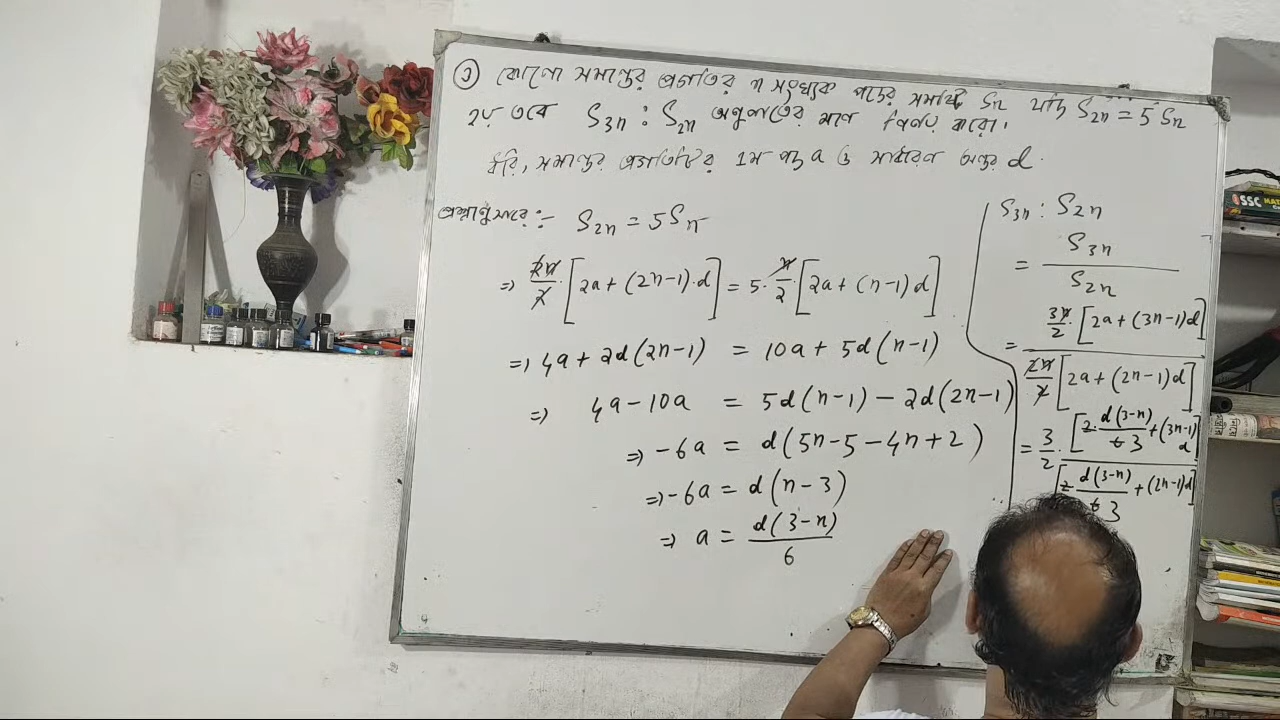 ① কোনো সমান্তর প্রগতির n সংখ্যক পদের সমষ্টি Sn যদি S₂ₙ = 5Sn
হয় তবে S₃ₙ : S₂ₙ অনুপাতের মান নির্ণয় করো।
ধরি, সমান্তর প্রগতিটির 1ম পদ a ও সাধারণ অন্তর d.
প্রশ্নানুসারে :- S₂ₙ = 5Sₙ
⇒ 2n/2 . [2a + (2n-1).d] = 5. n/2 [2a + (n-1)d]
⇒ 4a + 2d(2n-1) = 10a + 5d(n-1)
⇒ 4a - 10a = 5d(n-1) - 2d(2n-1)
⇒ -6a = d(5n-5-4n+2)
⇒ -6a = d(n-3)
⇒ a = d(3-n)/6
S₃ₙ : S₂ₙ
= S₃ₙ / S₂ₙ
= 3n/2 . [2a + (3n-1)d] / 2n/2 [2a + (2n-1)d]
= 3/2 . [2. d(3-n)/6 3 + (3n-1)d] / [2 d(3-n)/6 3 + (2n-1)d]
SSC